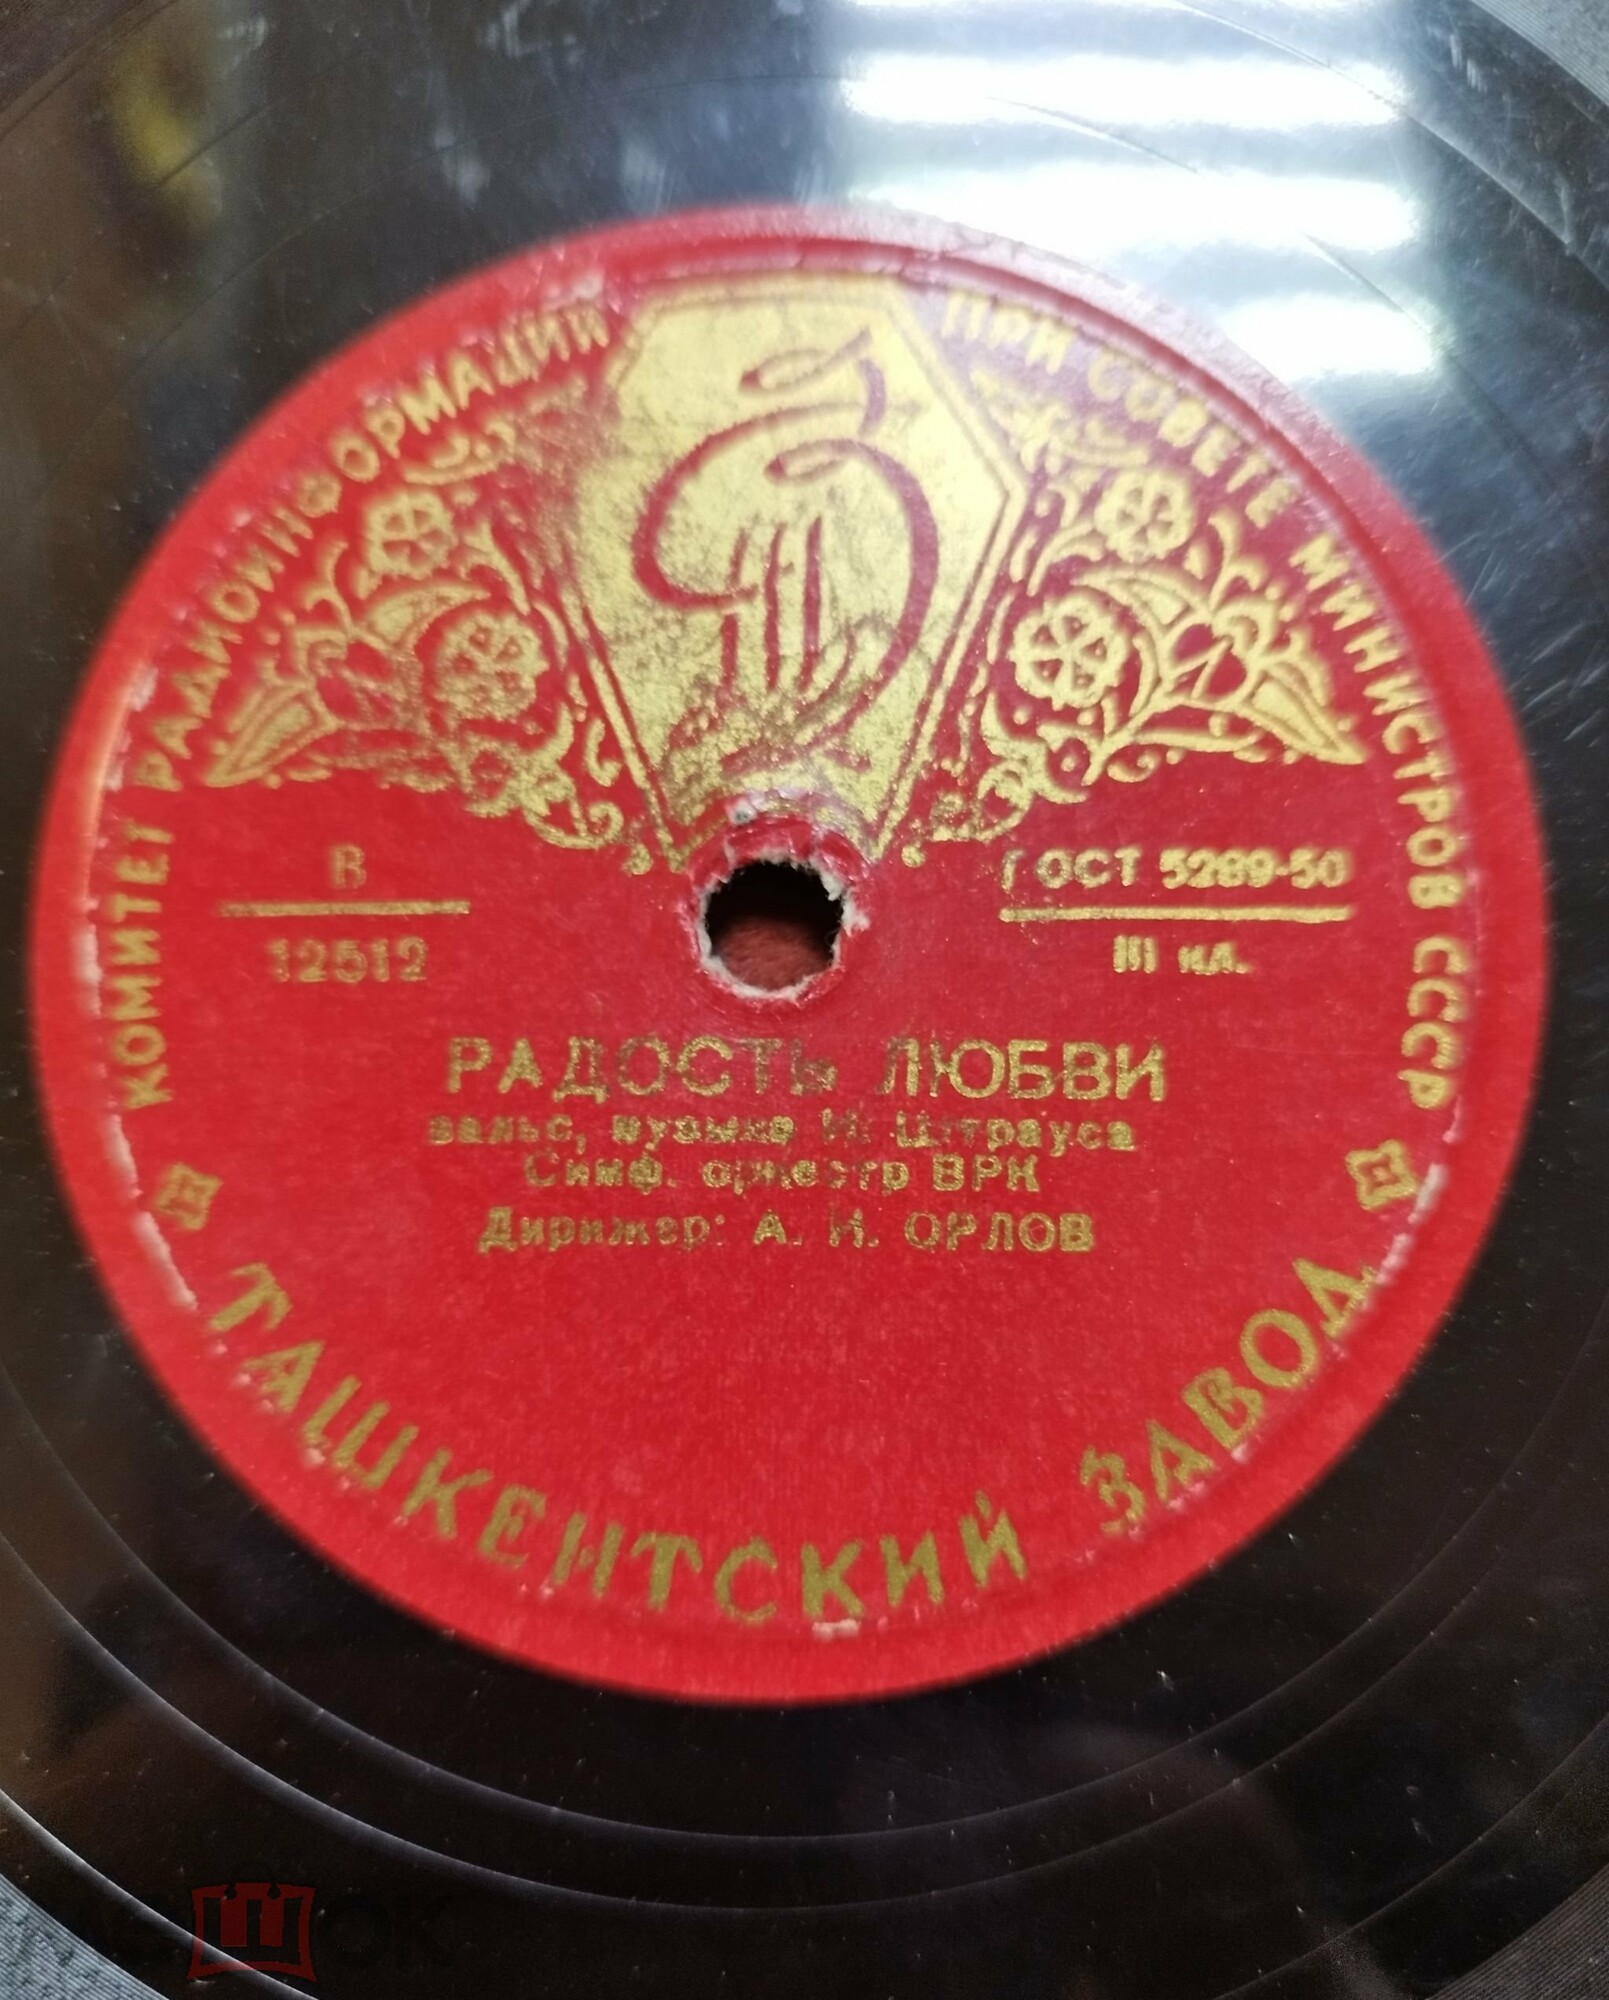 КОМИТЕТ РАДИОИНФОРМАЦИИ ПРИ СОВЕТЕ МИНИСТРОВ СССР
В
12512
ГОСТ 5289-50
III кл.
РАДОСТЬ ЛЮБВИ
вальс, музыка И. Штрауса
Симф. оркестр ВРК
Дирижер: А. И. ОРЛОВ
ТАШКЕНТСКИЙ ЗАВОД